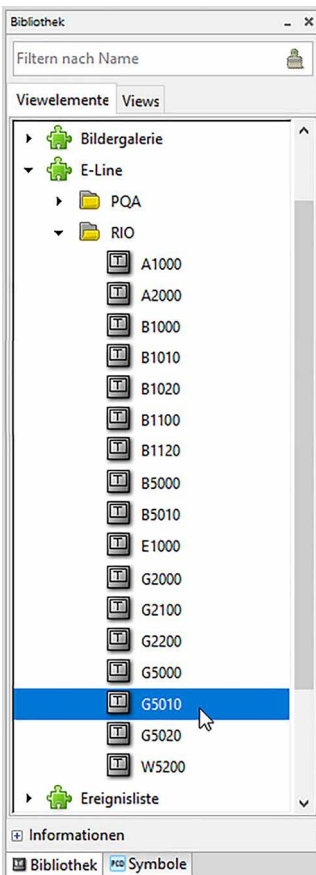 Bibliothek
Filtern nach Name
Viewelemente Views
Bildergalerie
E-Line
PQA
RIO
A1000
A2000
B1000
B1010
B1020
B1100
B1120
B5000
B5010
E1000
G2000
G2100
G2200
G5000
G5010
G5020
W5200
Ereignisliste
Informationen
Bibliothek PCD Symbole